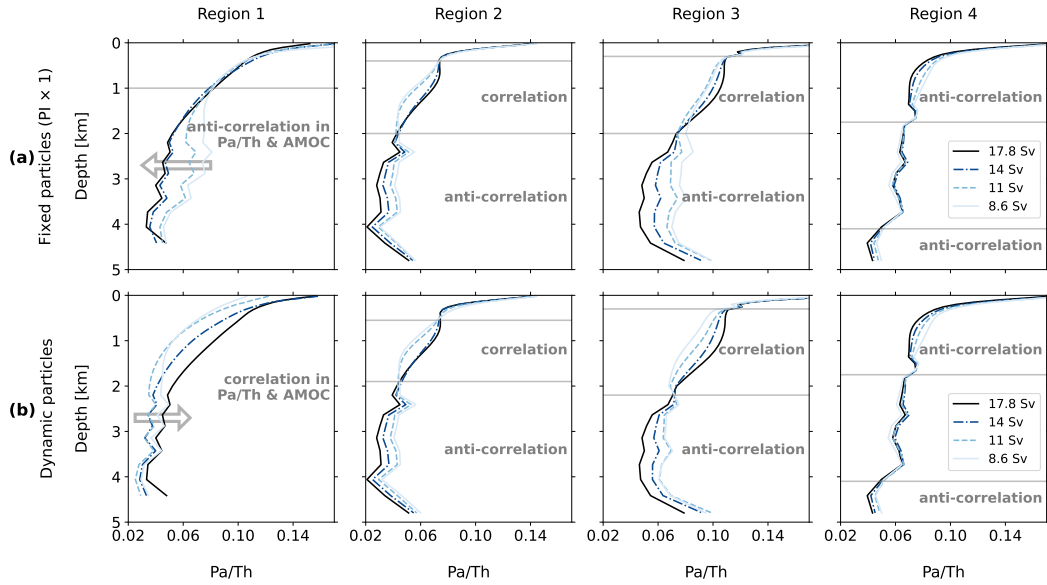 Region 1
Region 2
Region 3
Region 4
(a)
Fixed particles (PI × 1)
Depth [km]
0
1
2
3
4
5
anti-correlation in
Pa/Th & AMOC
correlation
anti-correlation
correlation
anti-correlation
anti-correlation
17.8 Sv
14 Sv
11 Sv
8.6 Sv
anti-correlation
(b)
Dynamic particles
Depth [km]
0
1
2
3
4
5
correlation in
Pa/Th & AMOC
correlation
anti-correlation
correlation
anti-correlation
anti-correlation
17.8 Sv
14 Sv
11 Sv
8.6 Sv
anti-correlation
0.02 0.06 0.10 0.14
0.02 0.06 0.10 0.14
0.02 0.06 0.10 0.14
0.02 0.06 0.10 0.14
Pa/Th
Pa/Th
Pa/Th
Pa/Th